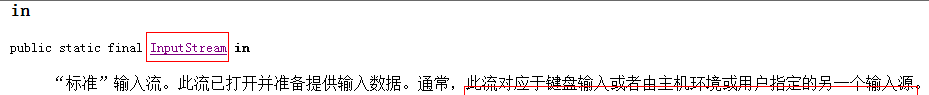 in
public static final InputStream in
“标准”输入流。此流已打开并准备提供输入数据。通常，此流对应于键盘输入或者由主机环境或用户指定的另一个输入源。